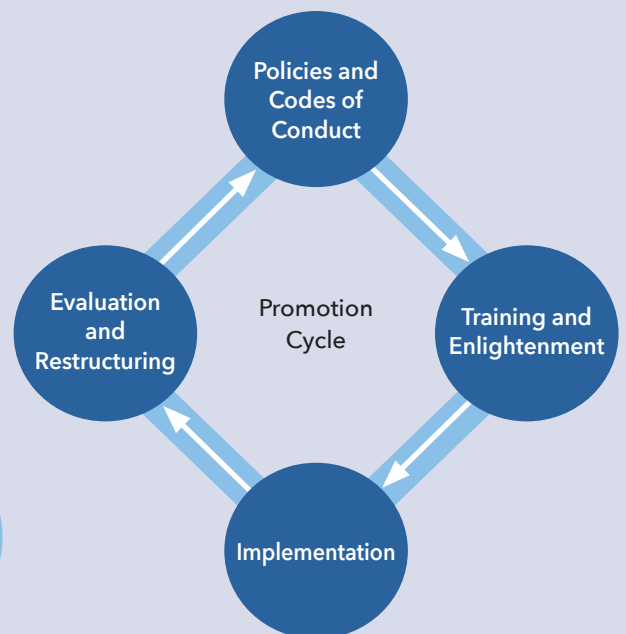 Policies and
Codes of
Conduct
Evaluation
and
Restructuring
Promotion
Cycle
Training and
Enlightenment
Implementation